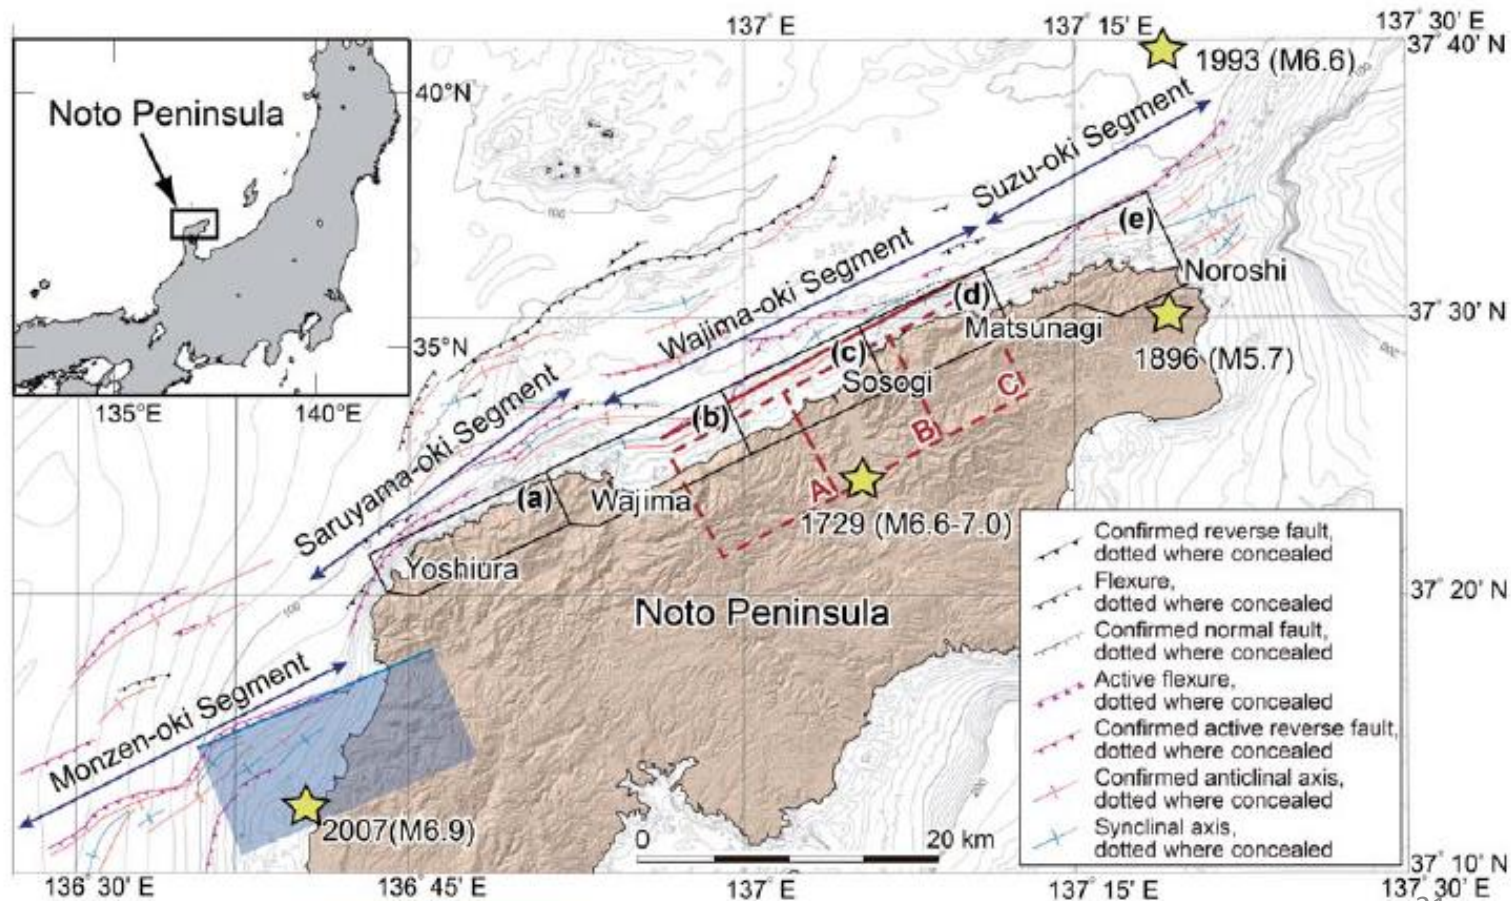 137° E
137° 15' E
137° 30' E
37° 40' N
Noto Peninsula
40°N
35°N
135°E
140°E
1993 (M6.6)
Suzu-oki Segment
Wajima-oki Segment
Saruyama-oki Segment
Monzen-oki Segment
(e)
Noroshi
(d)
Matsunagi
37° 30' N
1896 (M5.7)
(c)
Sosogi
C
(b)
B
(a)
Wajima
A
1729 (M6.6-7.0)
Yoshiura
Noto Peninsula
37° 20' N
100
100
Confirmed reverse fault,
dotted where concealed
Flexure,
dotted where concealed
Confirmed normal fault,
dotted where concealed
Active flexure,
dotted where concealed
Confirmed active reverse fault,
dotted where concealed
Confirmed anticlinal axis,
dotted where concealed
Synclinal axis,
dotted where concealed
2007(M6.9)
0
20 km
37° 10' N
136° 30' E
136° 45' E
137° E
137° 15' E
137° 30' E